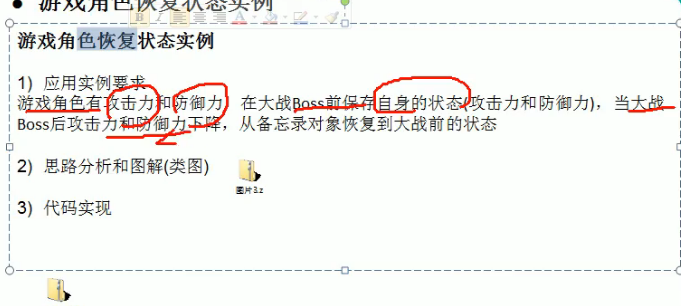 ● 游戏角色恢复状态实例
游戏角色恢复状态实例
1) 应用实例要求
游戏角色有攻击力和防御力，在大战Boss前保存自身的状态(攻击力和防御力)，当大战
Boss后攻击力和防御力下降，从备忘录对象恢复到大战前的状态
2) 思路分析和图解(类图)
图片3.z
3) 代码实现